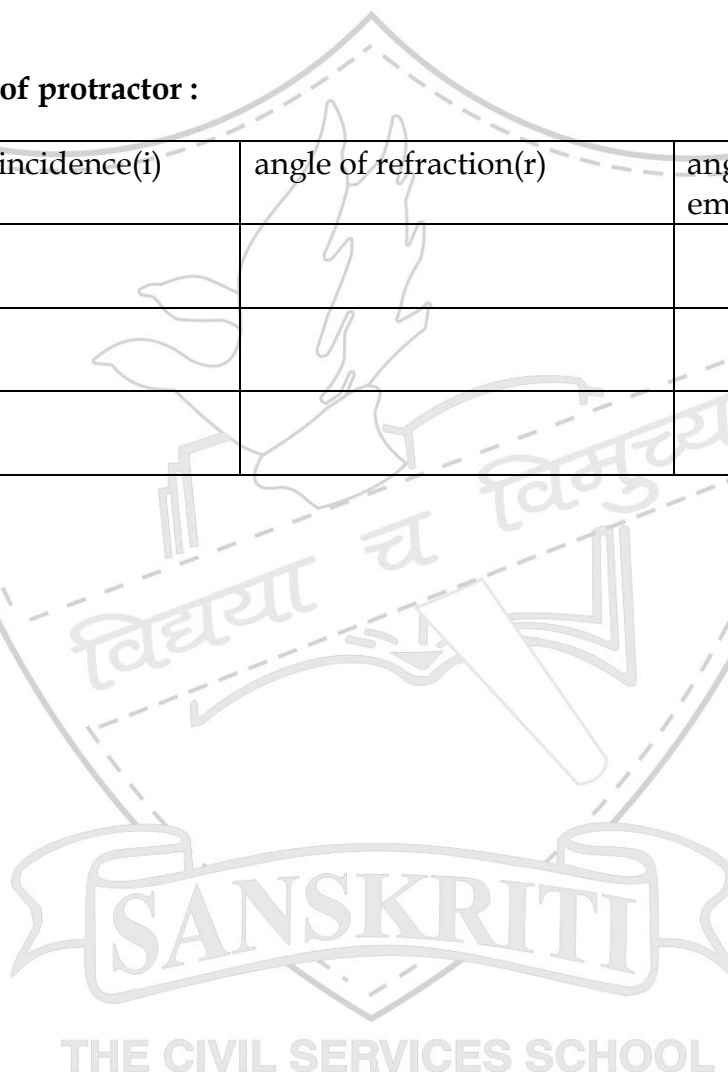 of protractor :
incidence(i) angle of refraction(r) ang
em
विद्यया च विमुच्य
SANSKRITI
THE CIVIL SERVICES SCHOOL